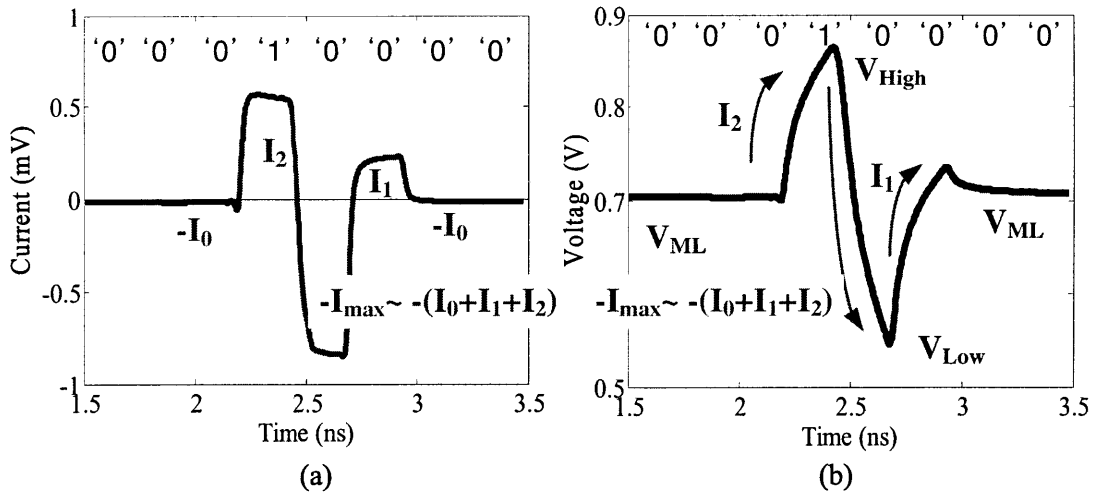 ‘0’ ‘0’ ‘0’ ‘1’ ‘0’ ‘0’ ‘0’ ‘0’
1
0.5
0
-0.5
-1
Current (mV)
I2
I1
-I0
-I0
-Imax~ -(I0+I1+I2)
1.5 2 2.5 3 3.5
Time (ns)
(a)
‘0’ ‘0’ ‘0’ ‘1’ ‘0’ ‘0’ ‘0’ ‘0’
0.9
0.8
0.7
0.6
0.5
Voltage (V)
VHigh
I2
I1
VML
VML
-Imax~ -(I0+I1+I2)
VLow
1.5 2 2.5 3 3.5
Time (ns)
(b)